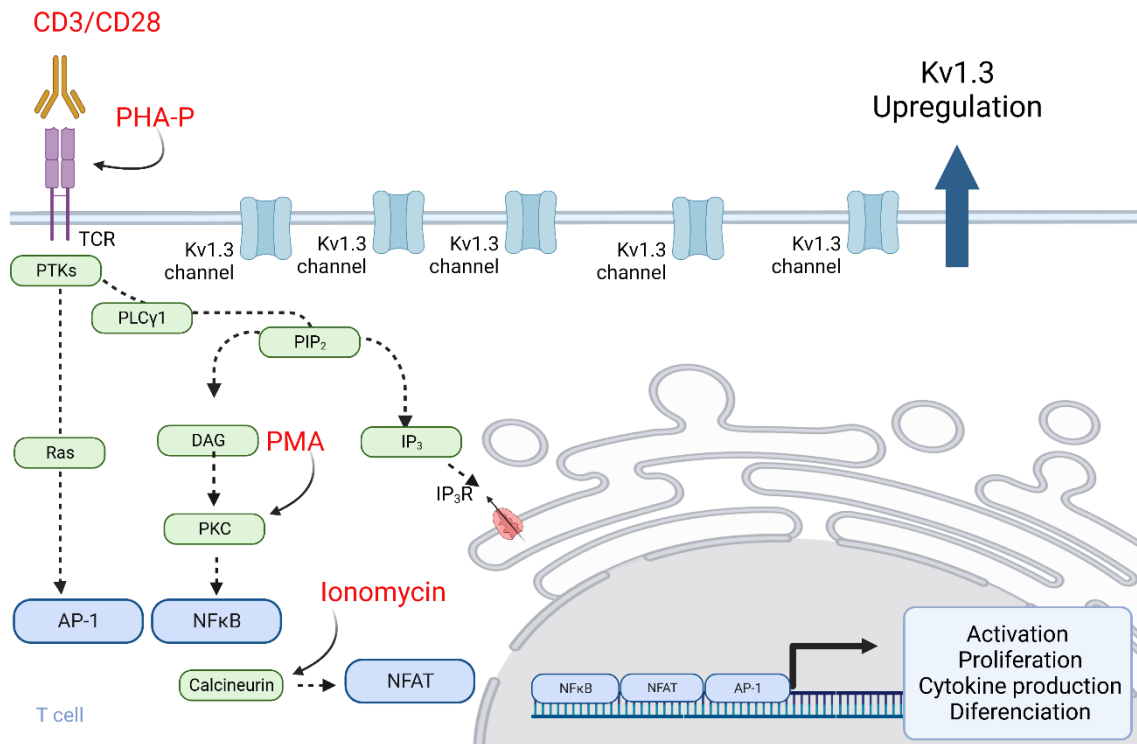 CD3/CD28
PHA-P
Kv1.3
Upregulation
TCR
Kv1.3
channel
Kv1.3
channel
Kv1.3
channel
Kv1.3
channel
Kv1.3
channel
PTKs
PLCγ1
PIP₂
Ras
DAG
PMA
IP₃
IP₃R
PKC
AP-1
NFκB
Ionomycin
Calcineurin
NFAT
NFκB
NFAT
AP-1
Activation
Proliferation
Cytokine production
Diferenciation
T cell